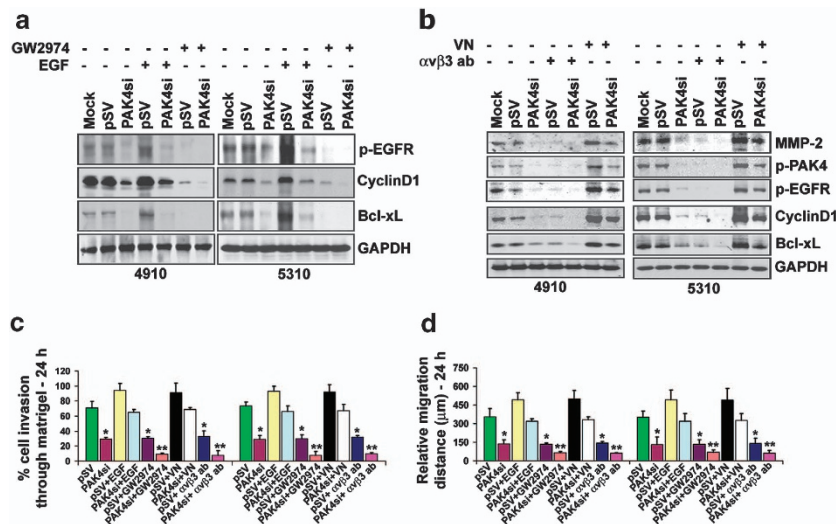 a
GW2974 - - - - - + + - - - - - + +
EGF - - - + + - - - - - + + - -
Mock pSV PAK4si pSV PAK4si pSV PAK4si Mock pSV PAK4si pSV PAK4si pSV PAK4si
p-EGFR
CyclinD1
Bcl-xL
GAPDH
4910 5310
b
VN - - - - - + + - - - - - + +
αvβ3 ab - - - + + - - - - - + + - -
Mock pSV PAK4si pSV PAK4si pSV PAK4si Mock pSV PAK4si pSV PAK4si pSV PAK4si
MMP-2
p-PAK4
p-EGFR
CyclinD1
Bcl-xL
GAPDH
4910 5310
c
% cell invasion
through matrigel - 24 h
120
100
80
60
40
20
0
* * ** * ** * * ** * **
pSV PAK4si pSV+EGF PAK4si+EGF pSV+GW2974 PAK4si+GW2974 pSV+VN PAK4si+VN pSV+ αvβ3 ab PAK4si+ αvβ3 ab pSV PAK4si pSV+EGF PAK4si+EGF pSV+GW2974 PAK4si+GW2974 pSV+VN PAK4si+VN pSV+ αvβ3 ab PAK4si+ αvβ3 ab
d
Relative migration
distance (μm) - 24 h
750
600
450
300
150
0
* * ** * ** * * ** * **
pSV PAK4si pSV+EGF PAK4si+EGF pSV+GW2974 PAK4si+GW2974 pSV+VN PAK4si+VN pSV+ αvβ3 ab PAK4si+ αvβ3 ab pSV PAK4si pSV+EGF PAK4si+EGF pSV+GW2974 PAK4si+GW2974 pSV+VN PAK4si+VN pSV+ αvβ3 ab PAK4si+ αvβ3 ab